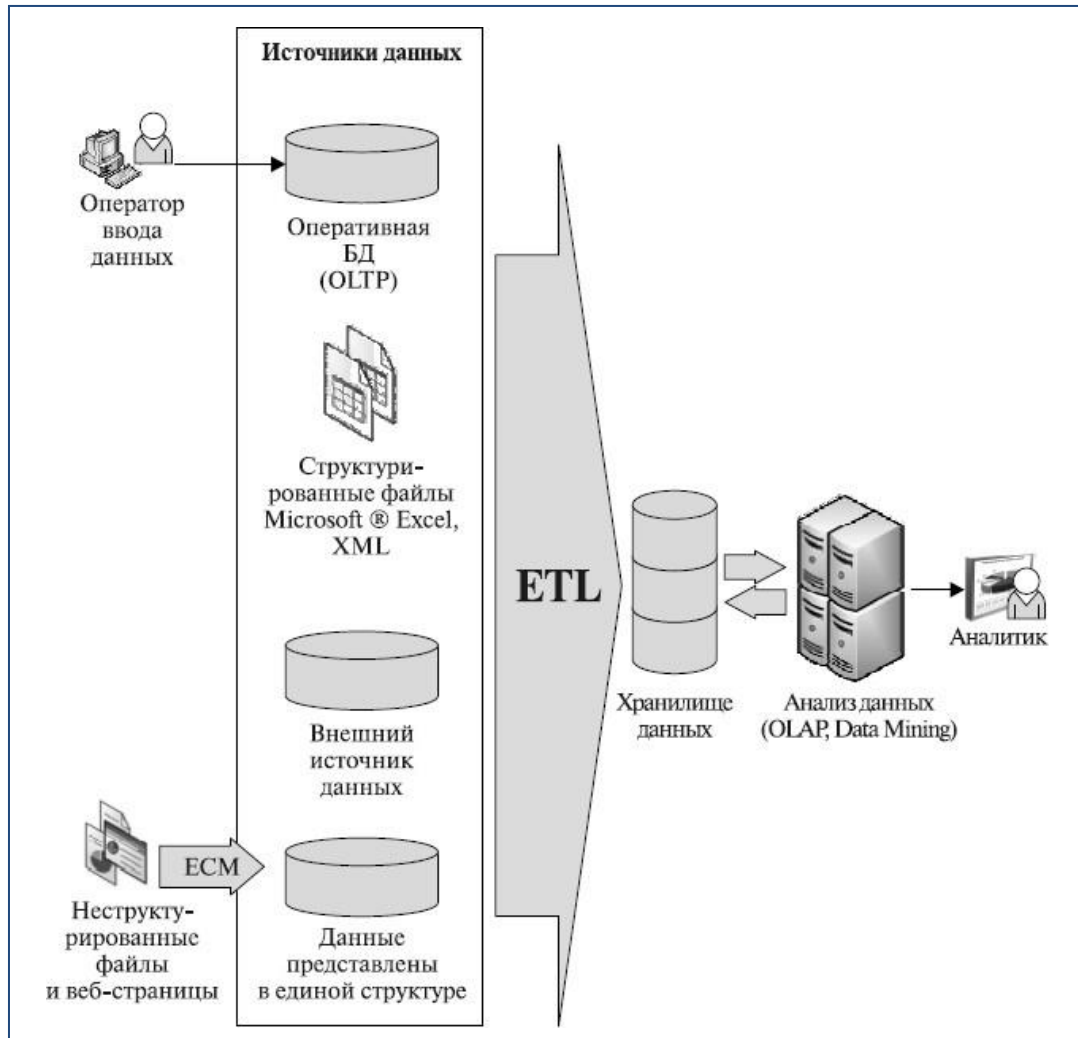 Источники данных
Оператор
ввода
данных
Оперативная
БД
(OLTP)
Структури-
рованные файлы
Microsoft ® Excel,
XML
Внешний
источник
данных
ECM
Неструкту-
рированные
файлы
и веб-страницы
Данные
представлены
в единой структуре
ETL
Хранилище
данных
Анализ данных
(OLAP, Data Mining)
Аналитик